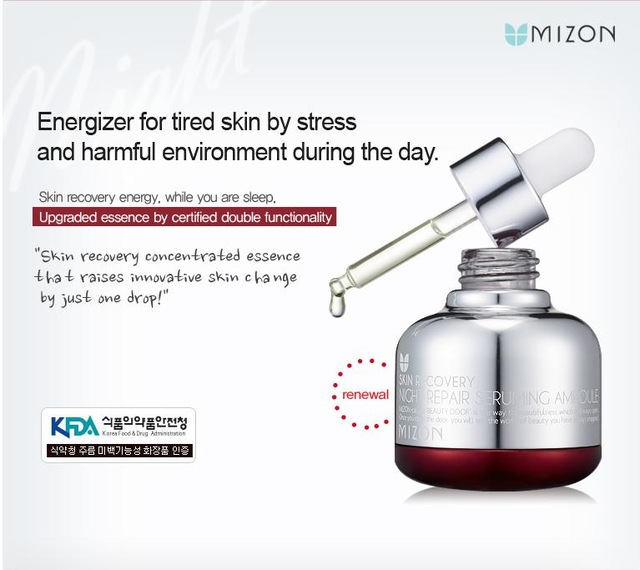 Night
MIZON
Energizer for tired skin by stress
and harmful environment during the day.
Skin recovery energy, while you are sleep,
Upgraded essence by certified double functionality
"Skin recovery concentrated essence
that raises innovative skin change
by just one drop!"
renewal
SKIN RECOVERY
NIGHT REPAIR SERUMING AMPOULE
MIZON
KFDA 식품의약품안전청
Korea Food & Drug Administration
식약청 주름 미백기능성 화장품 인증